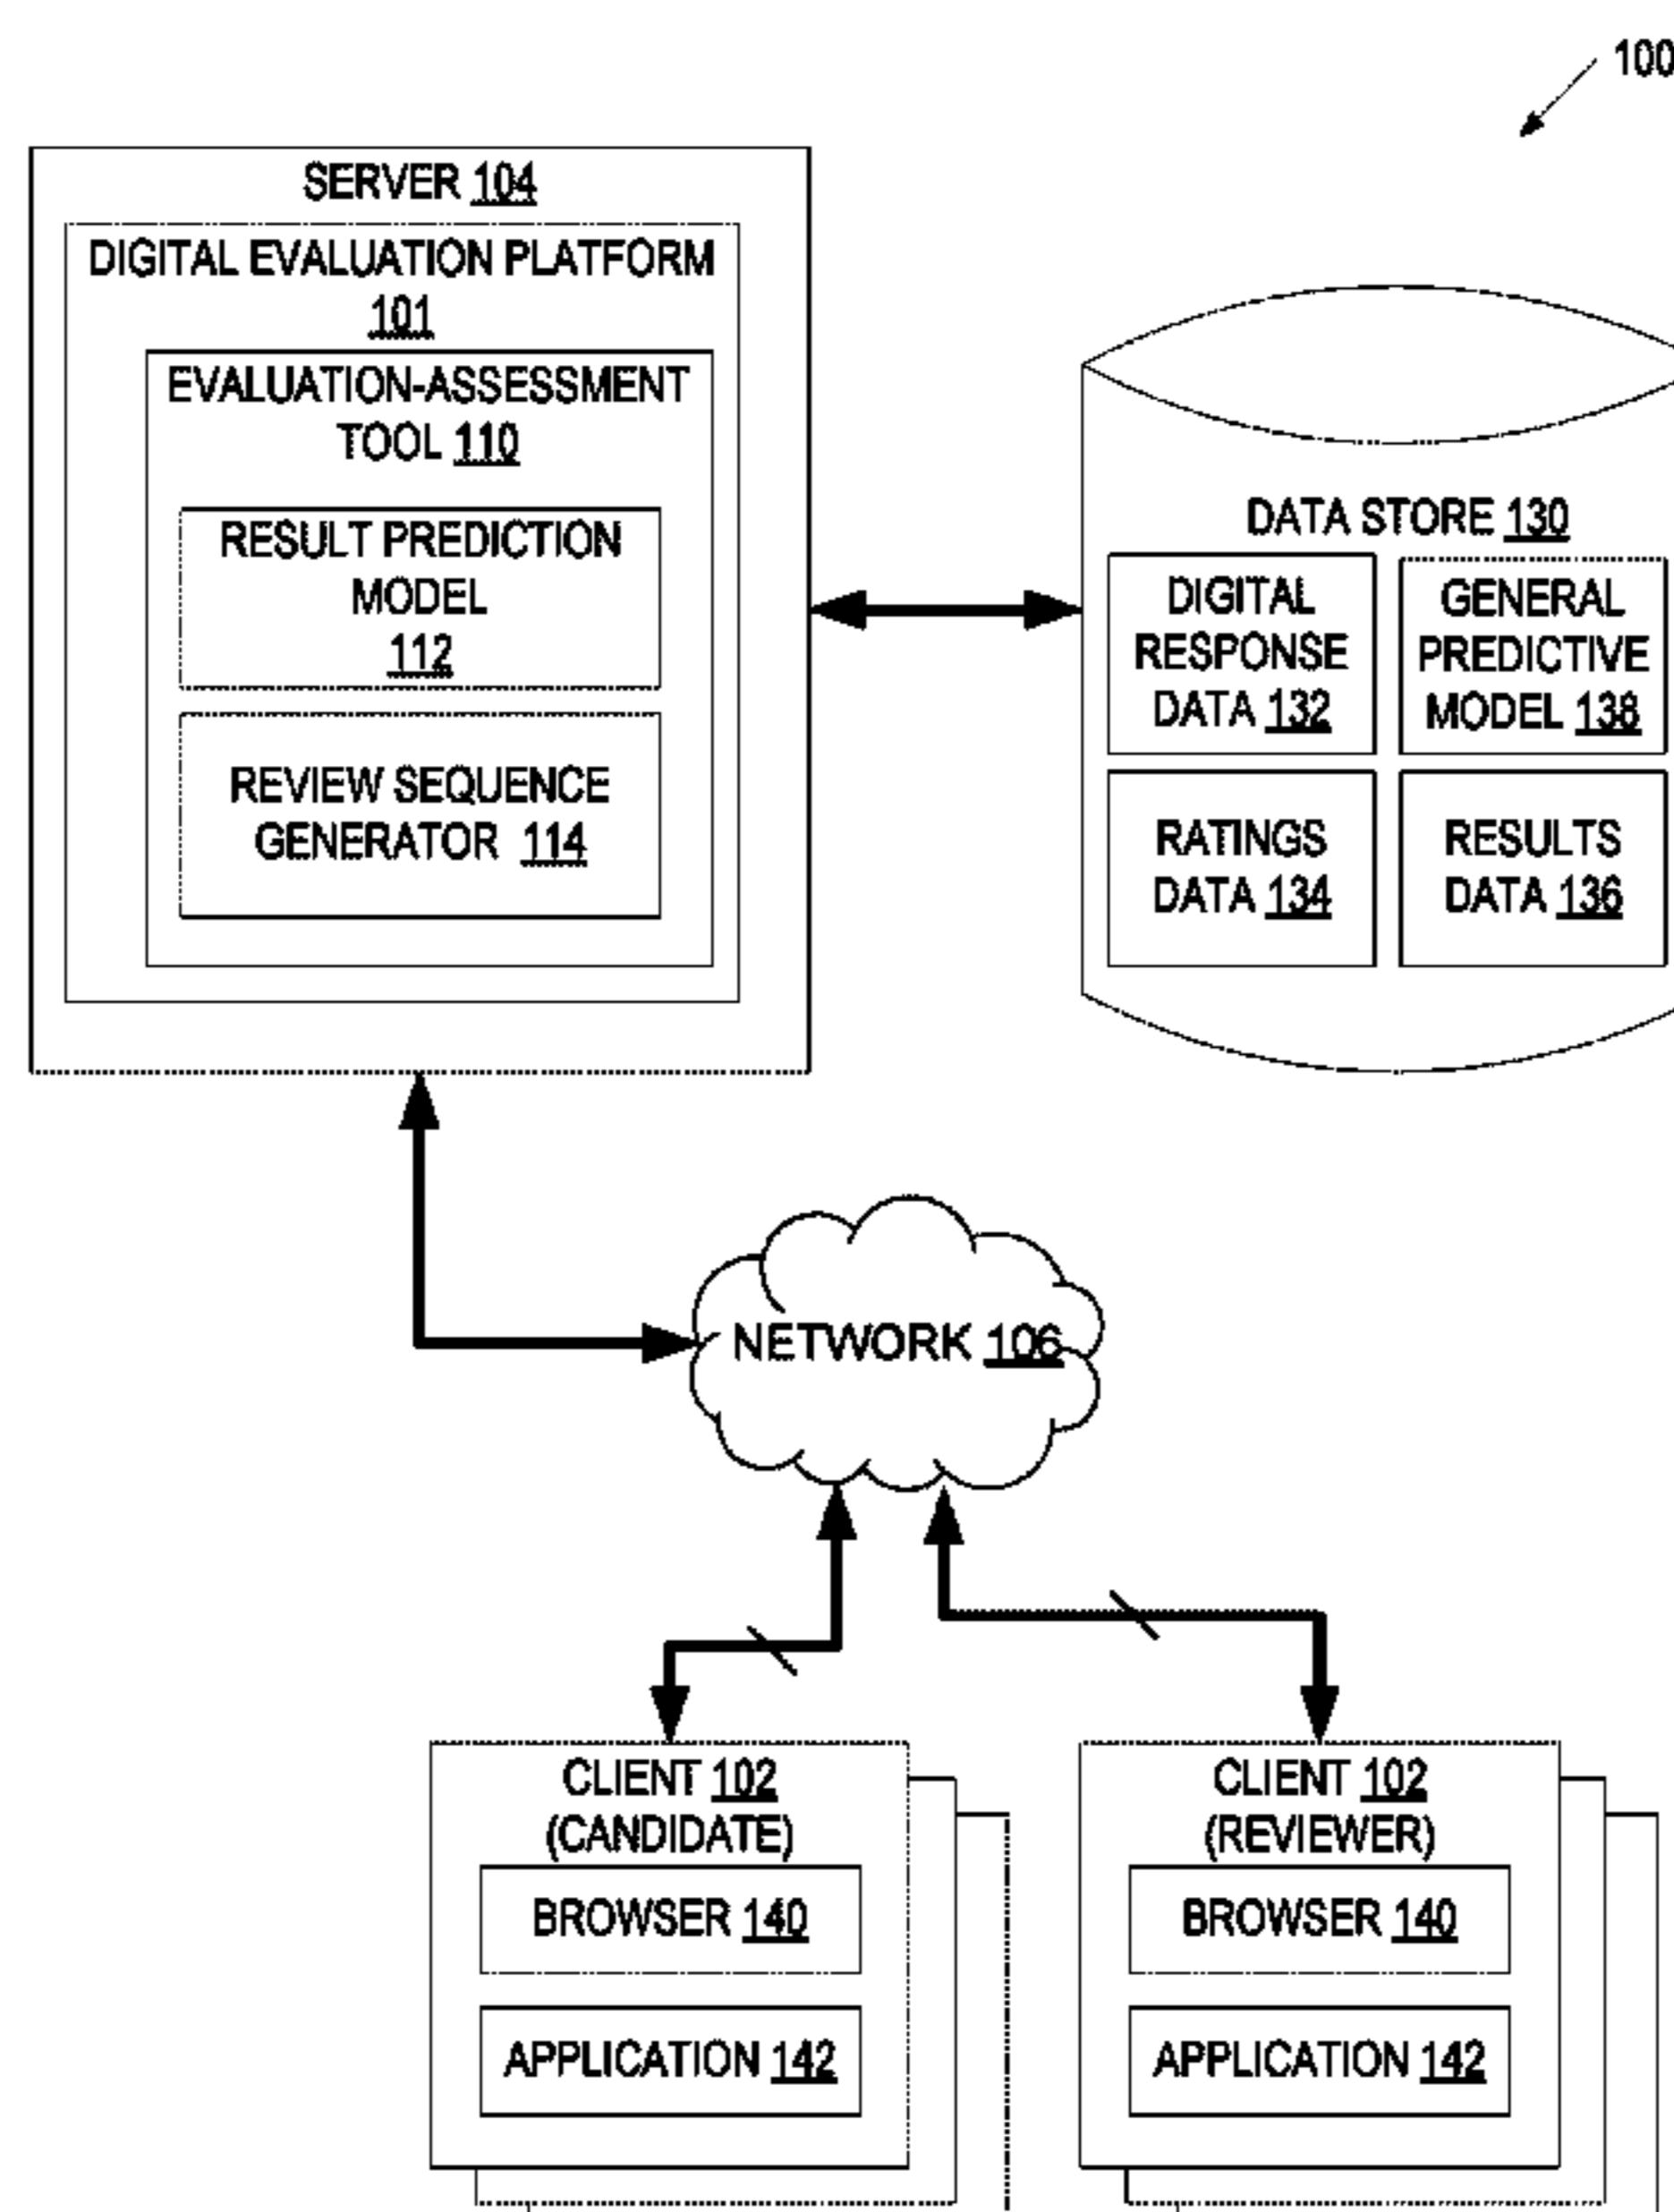 100
SERVER 104
DIGITAL EVALUATION PLATFORM
101
EVALUATION-ASSESSMENT
TOOL 110
RESULT PREDICTION
MODEL
112
REVIEW SEQUENCE
GENERATOR 114
DATA STORE 130
DIGITAL
RESPONSE
DATA 132
GENERAL
PREDICTIVE
MODEL 138
RATINGS
DATA 134
RESULTS
DATA 136
NETWORK 106
CLIENT 102
(CANDIDATE)
BROWSER 140
APPLICATION 142
CLIENT 102
(REVIEWER)
BROWSER 140
APPLICATION 142